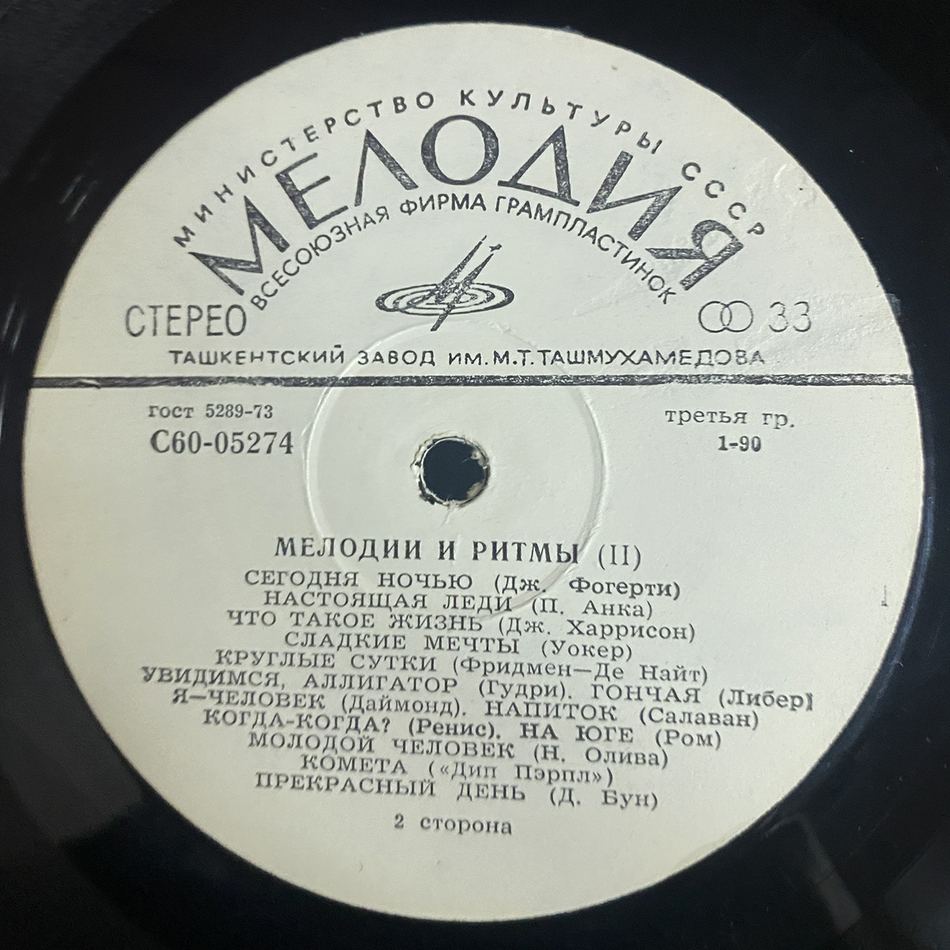 МИНИСТЕРСТВО КУЛЬТУРЫ СССР
МЕЛОДИЯ
ВСЕСОЮЗНАЯ ФИРМА ГРАМПЛАСТИНОК
СТЕРЕО
33
ТАШКЕНТСКИЙ ЗАВОД ИМ. М. Т. ТАШМУХАМЕДОВА
гост 5289-73
третья гр.
С60-05274
1-90
МЕЛОДИИ И РИТМЫ (II)
СЕГОДНЯ НОЧЬЮ (Дж. Фогерти)
НАСТОЯЩАЯ ЛЕДИ (П. Анка)
ЧТО ТАКОЕ ЖИЗНЬ (Дж. Харрисон)
СЛАДКИЕ МЕЧТЫ (Уокер)
КРУГЛЫЕ СУТКИ (Фридмен—Де Найт)
УВИДИМСЯ, АЛЛИГАТОР (Гудри). ГОНЧАЯ (Либер)
Я—ЧЕЛОВЕК (Даймонд). НАПИТОК (Салаван)
КОГДА-КОГДА? (Ренис). НА ЮГЕ (Ром)
МОЛОДОЙ ЧЕЛОВЕК (Н. Олива)
КОМЕТА («Дип Пэрпл»)
ПРЕКРАСНЫЙ ДЕНЬ (Д. Бун)
2 сторона